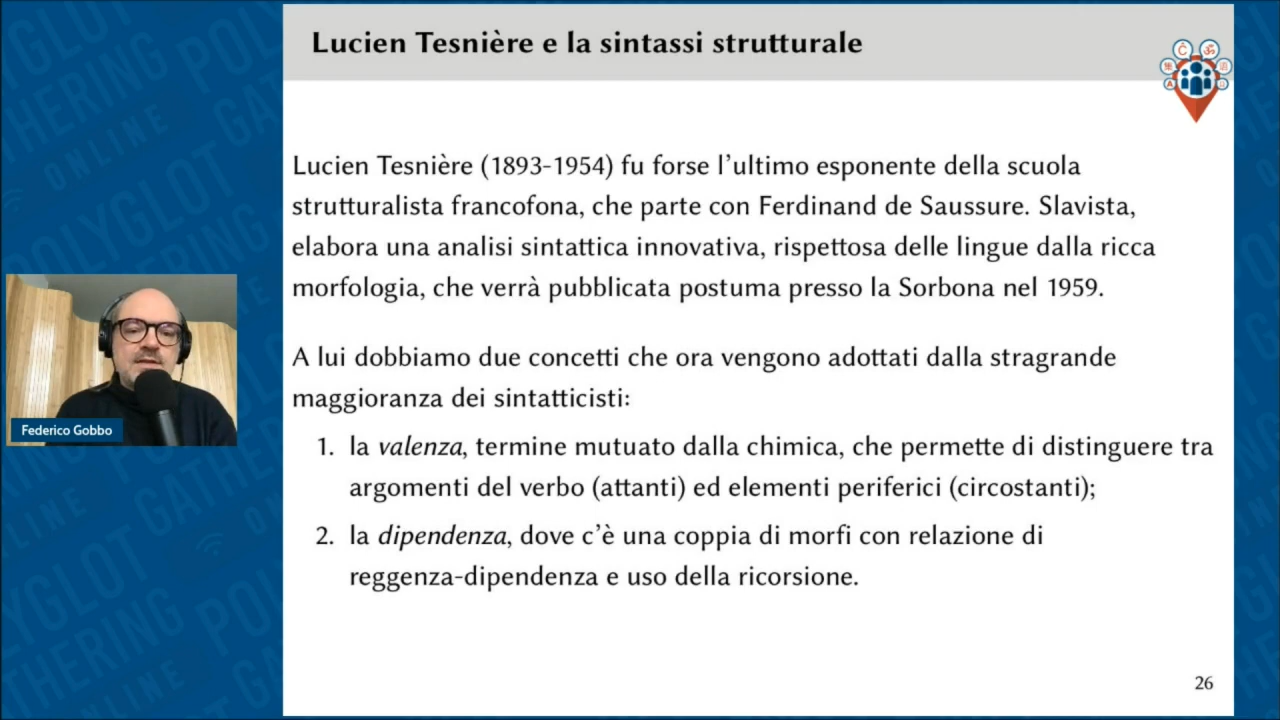 Lucien Tesnière e la sintassi strutturale
Lucien Tesnière (1893-1954) fu forse l'ultimo esponente della scuola
strutturalista francofona, che parte con Ferdinand de Saussure. Slavista,
elabora una analisi sintattica innovativa, rispettosa delle lingue dalla ricca
morfologia, che verrà pubblicata postuma presso la Sorbona nel 1959.
A lui dobbiamo due concetti che ora vengono adottati dalla stragrande
maggioranza dei sintatticisti:
1. la valenza, termine mutuato dalla chimica, che permette di distinguere tra
argomenti del verbo (attanti) ed elementi periferici (circostanti);
2. la dipendenza, dove c'è una coppia di morfi con relazione di
reggenza-dipendenza e uso della ricorsione.
26
Federico Gobbo
POLYGLOT
GATHERING
ONLINE